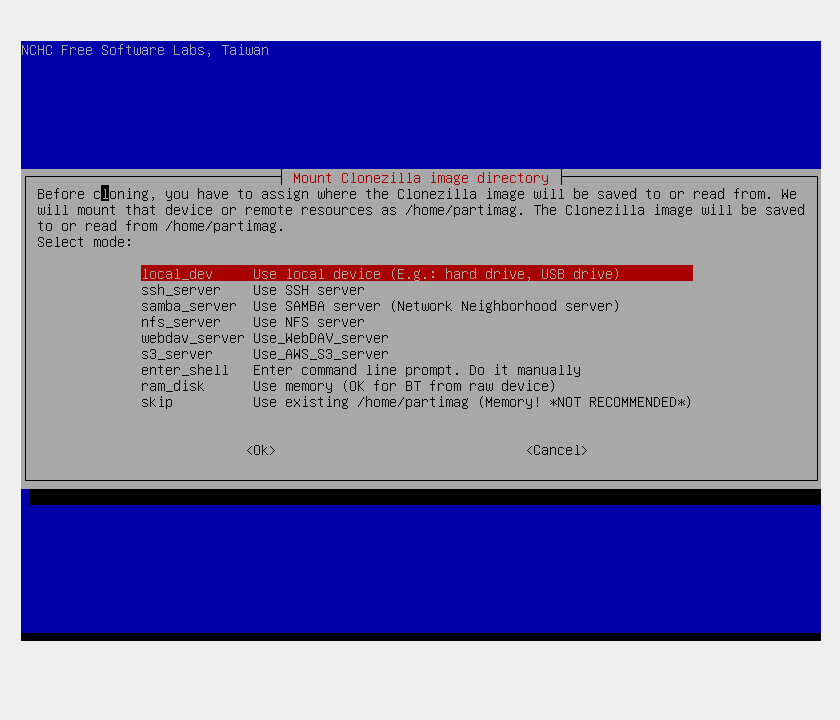 NCHC Free Software Labs, Taiwan
Mount Clonezilla image directory
Before cloning, you have to assign where the Clonezilla image will be saved to or read from. We
will mount that device or remote resources as /home/partimag. The Clonezilla image will be saved
to or read from /home/partimag.
Select mode:
local_dev Use local device (E.g.: hard drive, USB drive)
ssh_server Use SSH server
samba_server Use SAMBA server (Network Neighborhood server)
nfs_server Use NFS server
webdav_server Use_WebDAV_server
s3_server Use_AWS_S3_server
enter_shell Enter command line prompt. Do it manually
ram_disk Use memory (OK for BT from raw device)
skip Use existing /home/partimag (Memory! *NOT RECOMMENDED*)
<Ok> <Cancel>